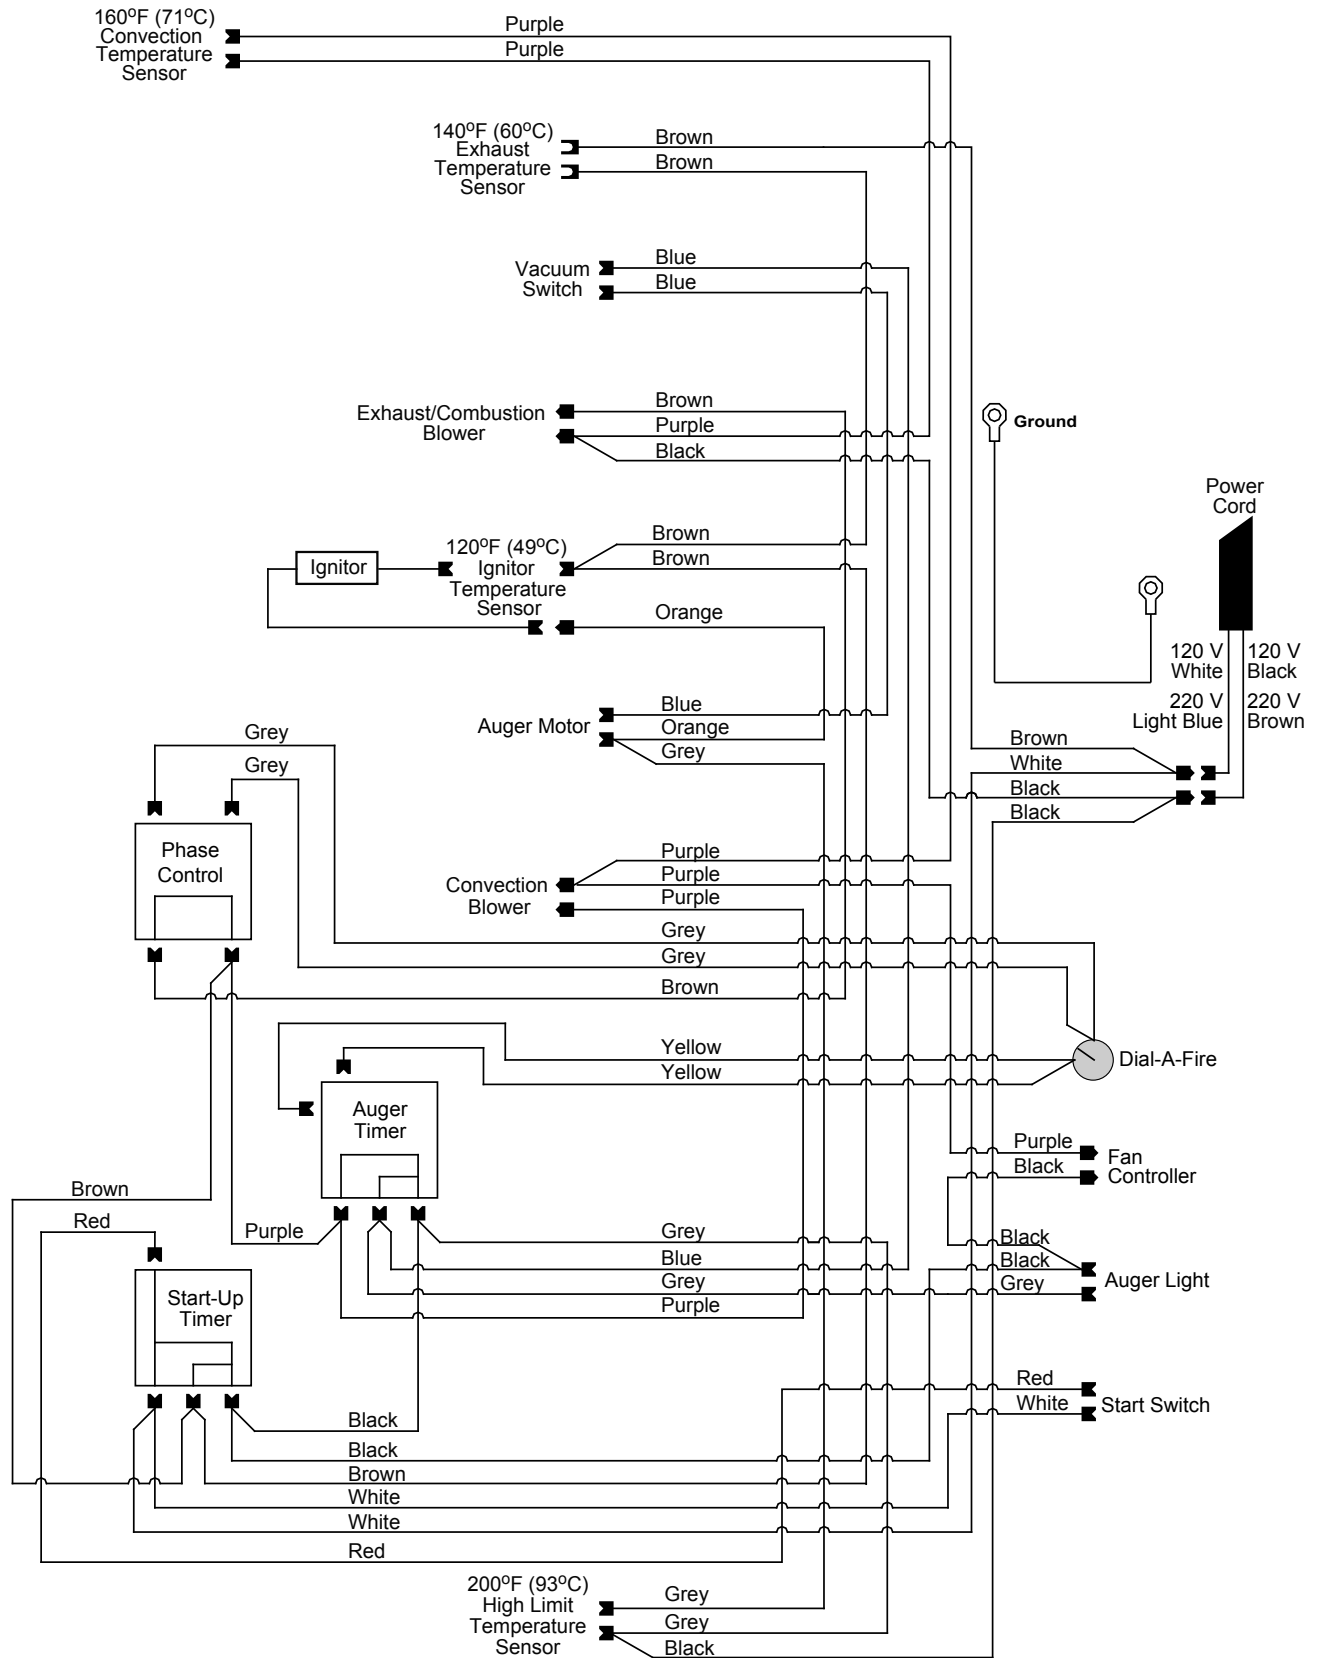 160oF (71oC)
Convection
Temperature
Sensor
Purple
Purple
140oF (60oC)
Exhaust
Temperature
Sensor
Brown
Brown
Vacuum
Switch
Blue
Blue
Exhaust/Combustion
Blower
Brown
Purple
Black
Ground
Power
Cord
Ignitor
120oF (49oC)
Ignitor
Temperature
Sensor
Brown
Brown
Orange
120 V
White
120 V
Black
220 V
Light Blue
220 V
Brown
Auger Motor
Blue
Orange
Grey
Grey
Grey
Brown
White
Black
Black
Phase
Control
Convection
Blower
Purple
Purple
Purple
Grey
Grey
Brown
Yellow
Yellow
Dial-A-Fire
Auger
Timer
Purple
Black
Fan
Controller
Brown
Red
Purple
Grey
Blue
Grey
Purple
Black
Black
Grey
Auger Light
Start-Up
Timer
Red
White
Start Switch
Black
Black
Brown
White
White
Red
200oF (93oC)
High Limit
Temperature
Sensor
Grey
Grey
Black